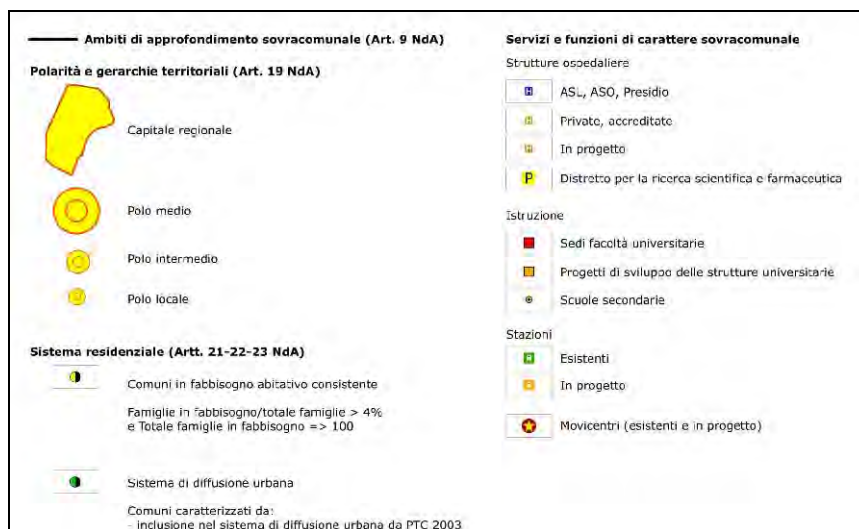 Ambiti di approfondimento sovracomunale (Art. 9 NdA)
Polarità e gerarchie territoriali (Art. 19 NdA)
Capitale regionale
Polo medio
Polo intermedio
Polo locale
Sistema residenziale (Artt. 21-22-23 NdA)
Comuni in fabbisogno abitativo consistente
Famiglie in fabbisogno/totale famiglie > 4%
e Totale famiglie in fabbisogno => 100
Sistema di diffusione urbana
Comuni caratterizzati da:
- inclusione nel sistema di diffusione urbana da PTC 2003
Servizi e funzioni di carattere sovracomunale
Strutture ospedaliere
H ASL, ASO, Presidio
H Private, accreditate
H In progetto
P Distretto per la ricerca scientifica e farmaceutica
Istruzione
Sedi facoltà universitarie
Progetti di sviluppo delle strutture universitarie
Scuole secondarie
Stazioni
Esistenti
In progetto
Movicentri (esistenti e in progetto)